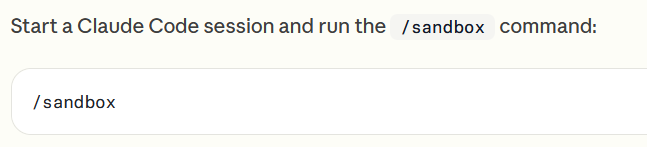 Start a Claude Code session and run the /sandbox command:
/sandbox